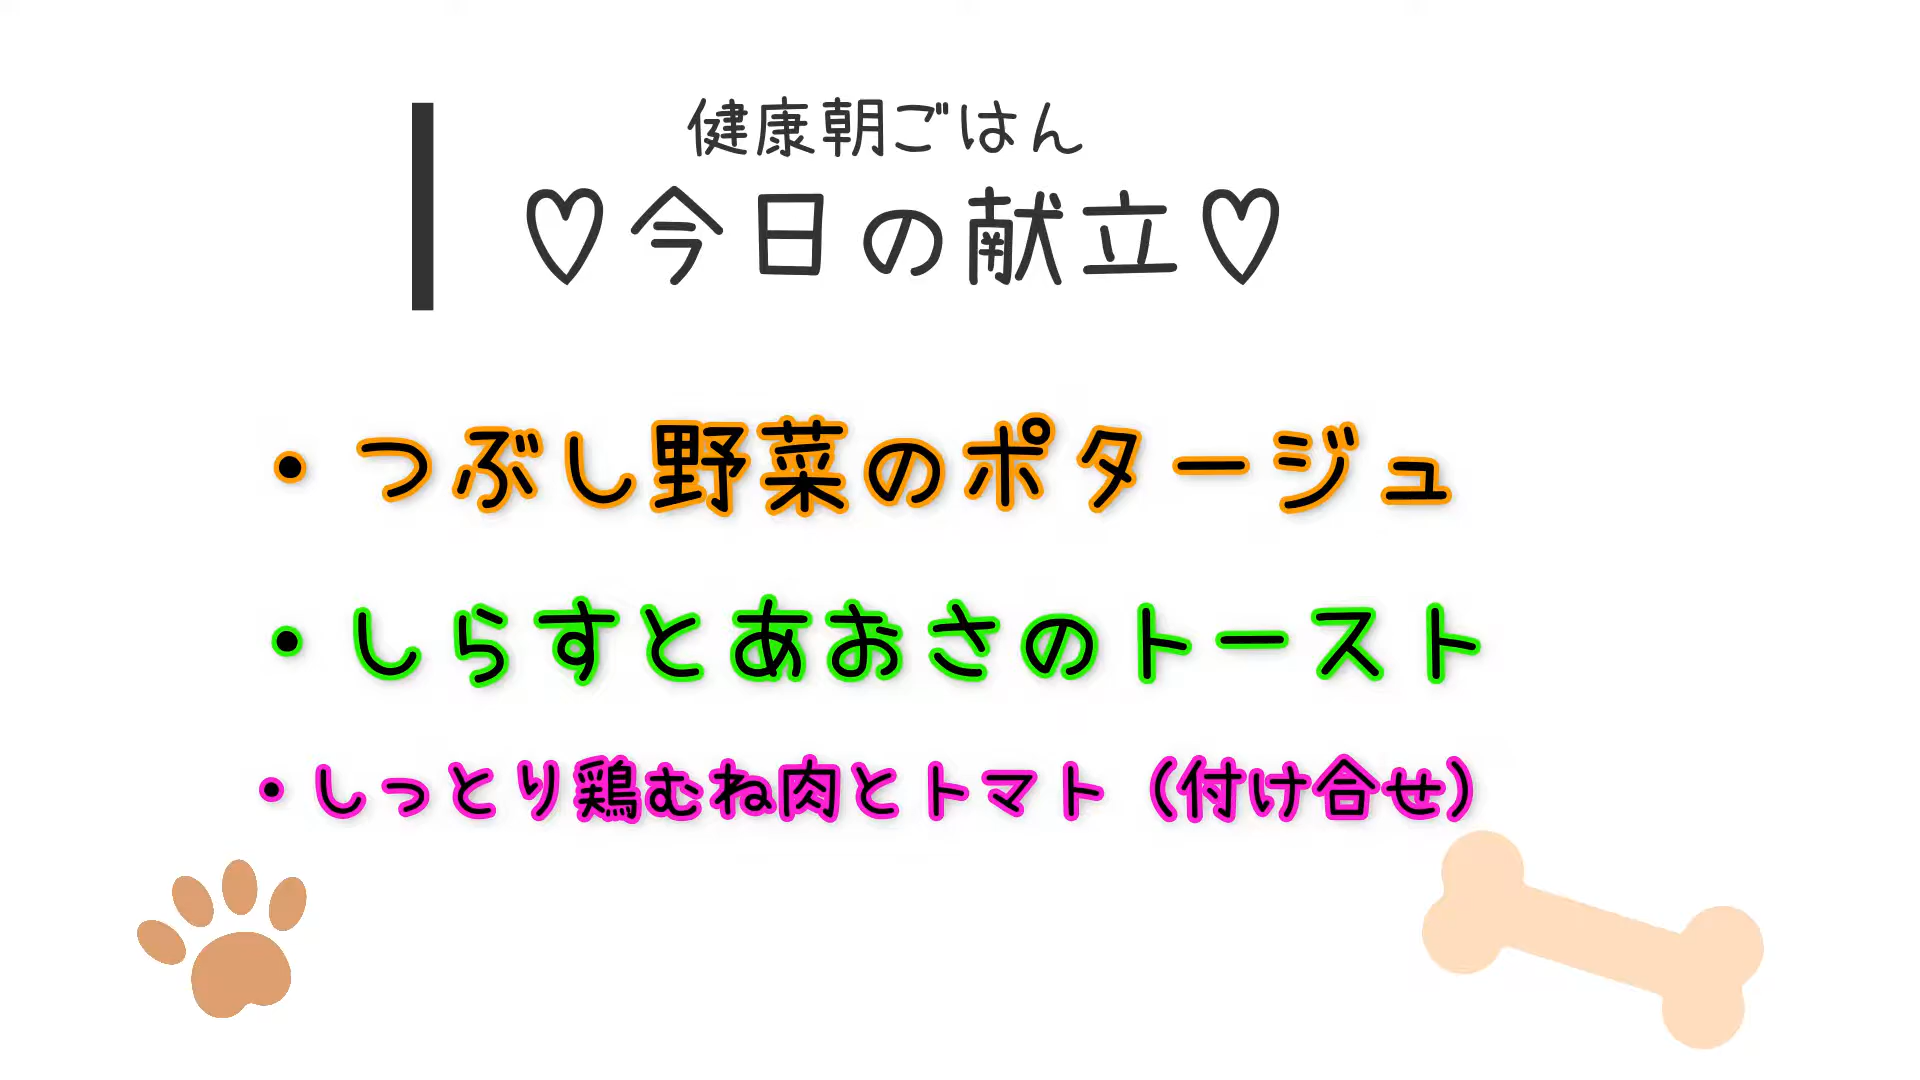 健康朝ごはん
♡今日の献立♡
・つぶし野菜のポタージュ
・しらすとあおさのトースト
・しっとり鶏むね肉とトマト（付け合せ）